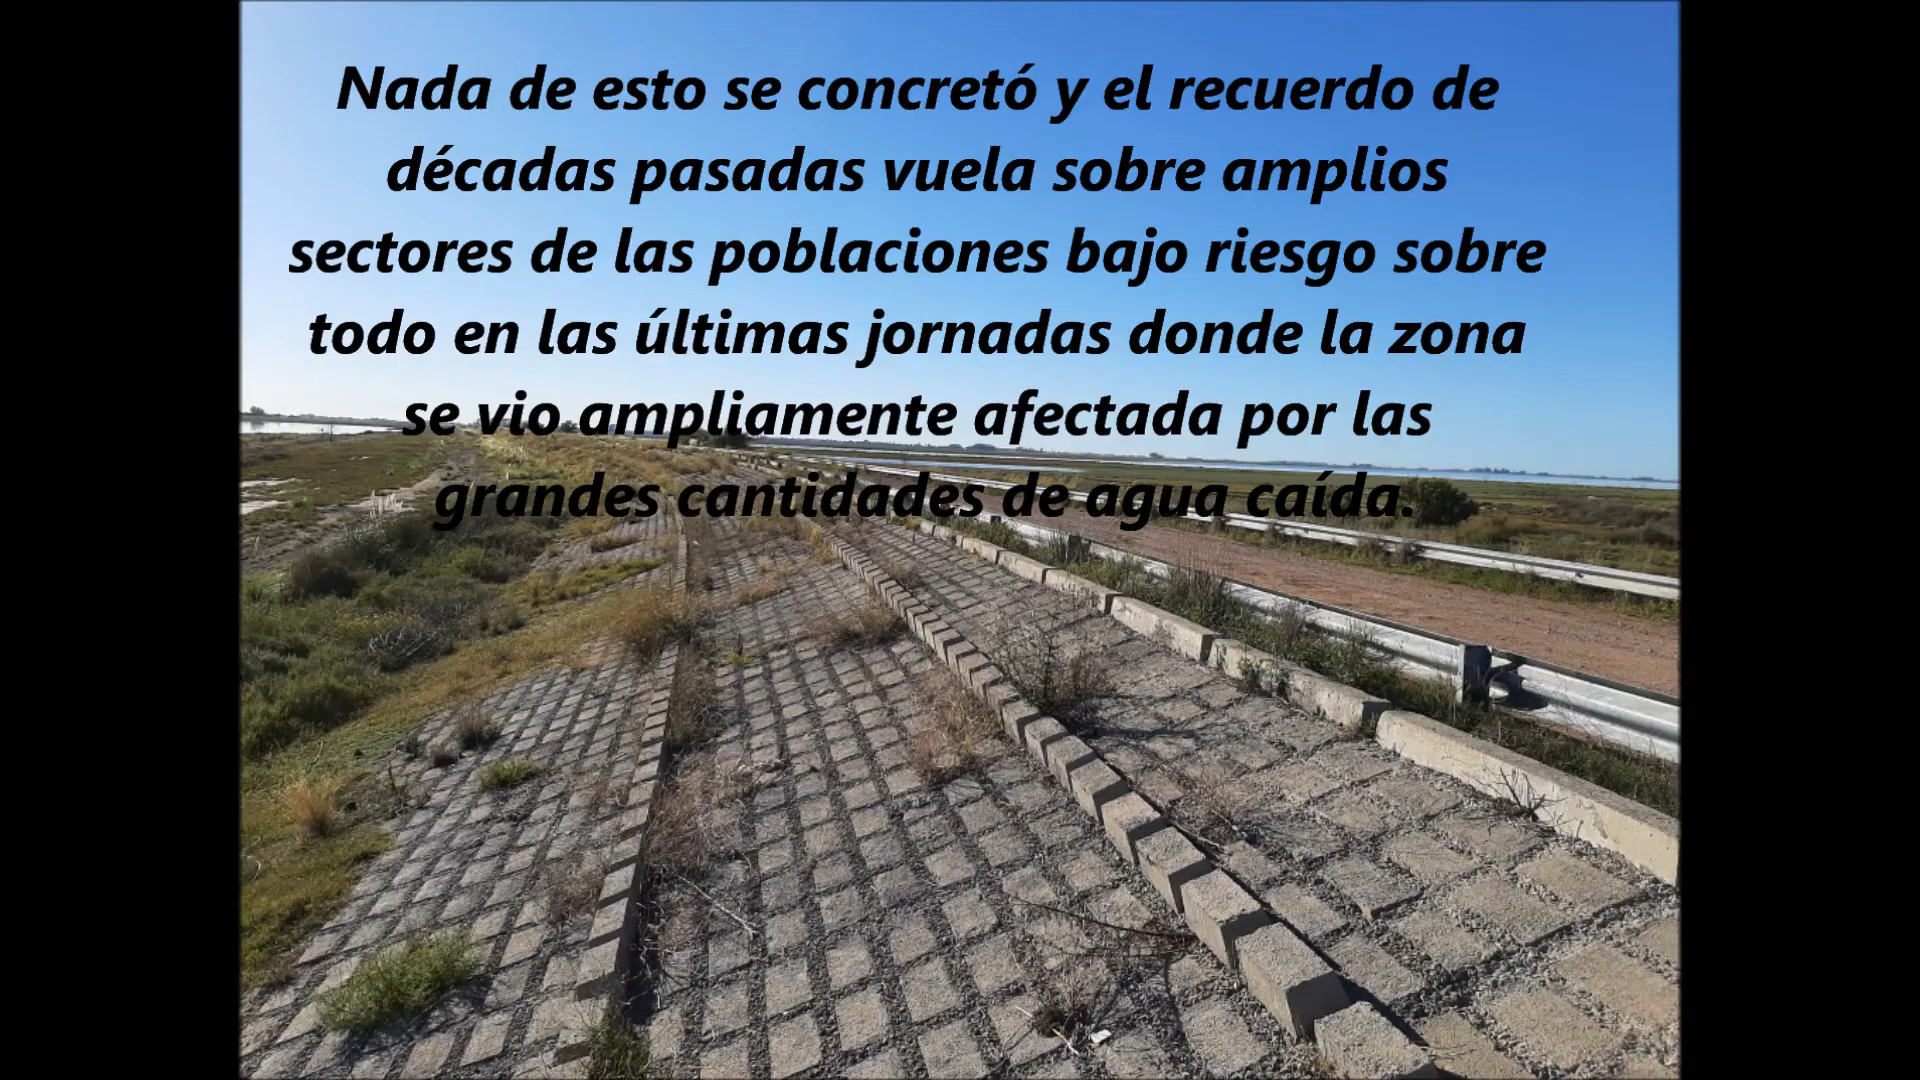 Nada de esto se concretó y el recuerdo de
décadas pasadas vuela sobre amplios
sectores de las poblaciones bajo riesgo sobre
todo en las últimas jornadas donde la zona
se vio ampliamente afectada por las
grandes cantidades de agua caída.